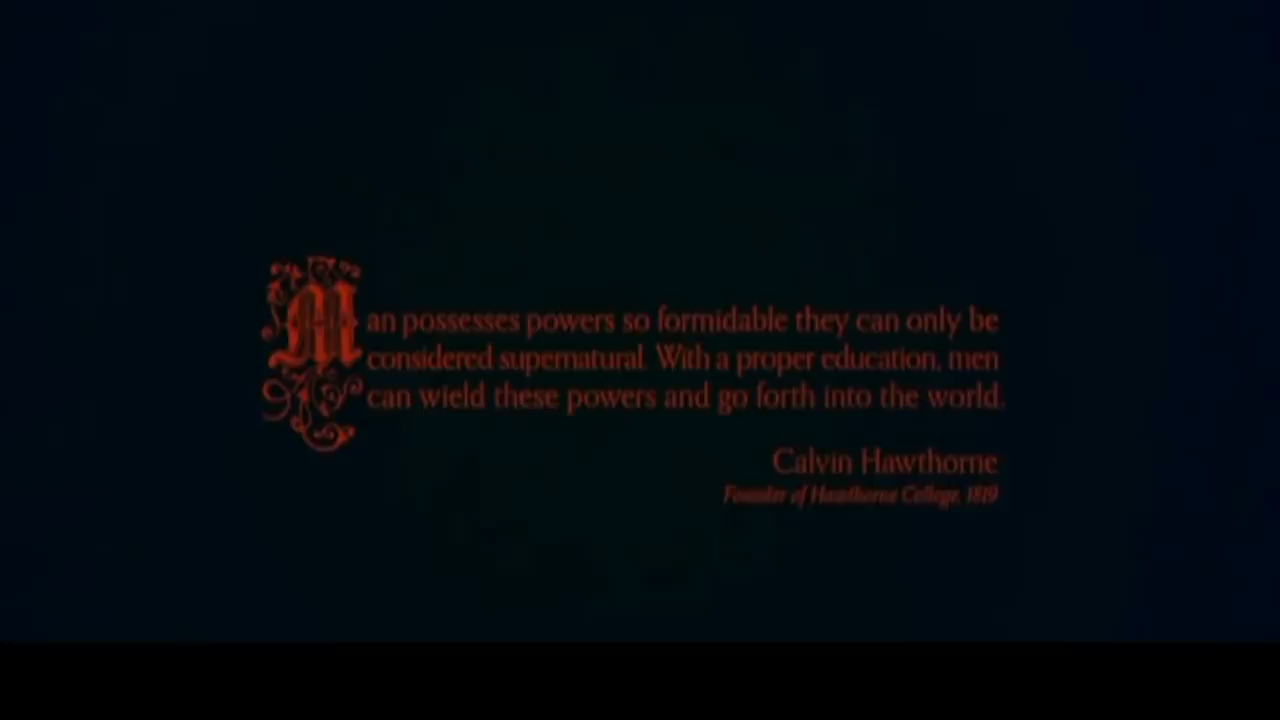 Man possesses powers so formidable they can only be
considered supernatural. With a proper education, men
can wield these powers and go forth into the world.
Calvin Hawthorne
Founder of Hawthorne College, 1819